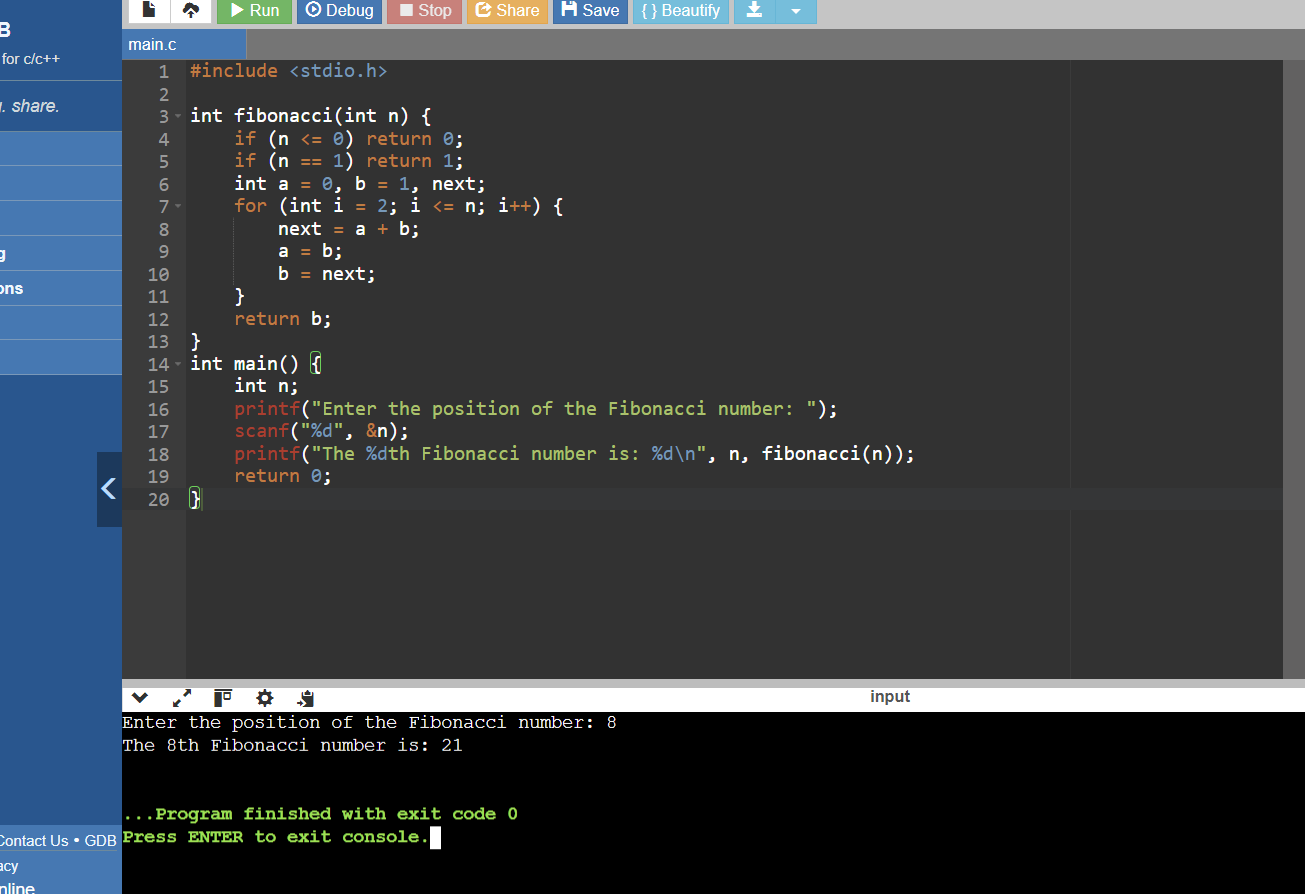 Run Debug Stop Share Save { } Beautify
B
main.c
for c/c++
. share.
g
ons
1 #include <stdio.h>
2
3 int fibonacci(int n) {
4     if (n <= 0) return 0;
5     if (n == 1) return 1;
6     int a = 0, b = 1, next;
7     for (int i = 2; i <= n; i++) {
8         next = a + b;
9         a = b;
10         b = next;
11     }
12     return b;
13 }
14 int main() {
15     int n;
16     printf("Enter the position of the Fibonacci number: ");
17     scanf("%d", &n);
18     printf("The %dth Fibonacci number is: %d\n", n, fibonacci(n));
19     return 0;
20 }
input
Enter the position of the Fibonacci number: 8
The 8th Fibonacci number is: 21
...Program finished with exit code 0
Press ENTER to exit console.
Contact Us • GDB
acy
nline